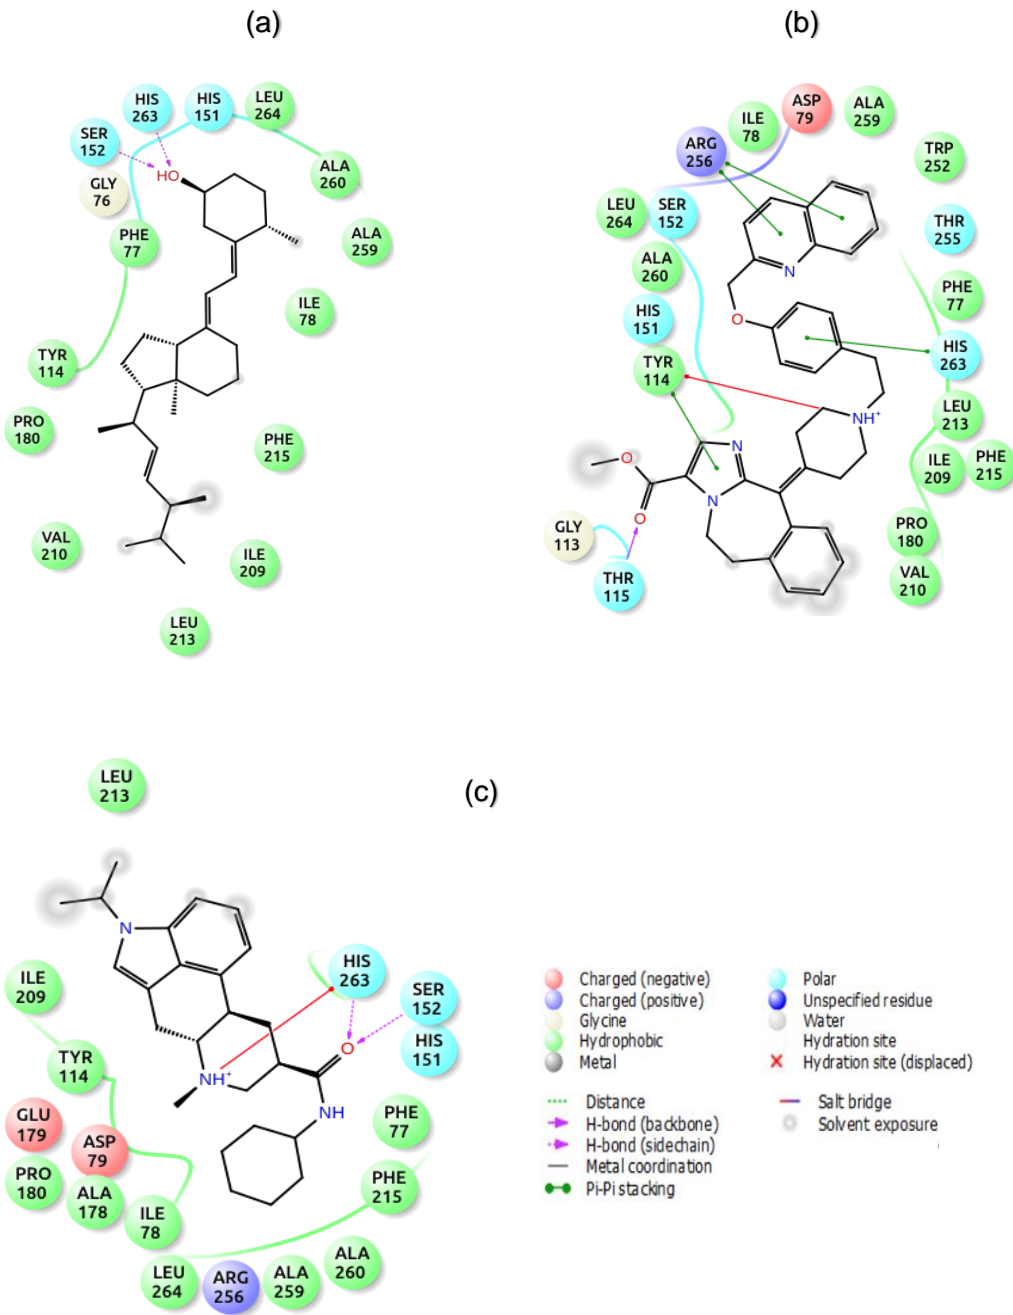 (a)
HIS
263
HIS
151
LEU
264
SER
152
HO
GLY
76
ALA
260
PHE
77
ALA
259
ILE
78
TYR
114
PRO
180
PHE
215
VAL
210
ILE
209
LEU
213
(b)
ASP
79
ALA
259
ILE
78
ARG
256
TRP
252
LEU
264
SER
152
THR
255
ALA
260
N
PHE
77
HIS
151
O
HIS
263
TYR
114
LEU
213
NH+
N
O
ILE
209
PHE
215
O
N
GLY
113
PRO
180
THR
115
VAL
210
(c)
LEU
213
N
HIS
263
SER
152
ILE
209
HIS
151
O
TYR
114
NH+
NH
PHE
77
GLU
179
ASP
79
PRO
180
ALA
178
ILE
78
PHE
215
ALA
260
LEU
264
ARG
256
ALA
259
Charged (negative)
Charged (positive)
Glycine
Hydrophobic
Metal
Polar
Unspecified residue
Water
Hydration site
Hydration site (displaced)
Distance
H-bond (backbone)
H-bond (sidechain)
Metal coordination
Pi-Pi stacking
Salt bridge
Solvent exposure